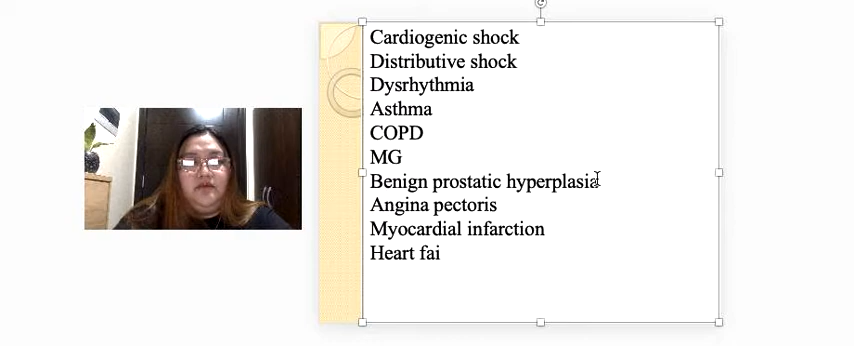 Cardiogenic shock
Distributive shock
Dysrhythmia
Asthma
COPD
MG
Benign prostatic hyperplasia
Angina pectoris
Myocardial infarction
Heart fai